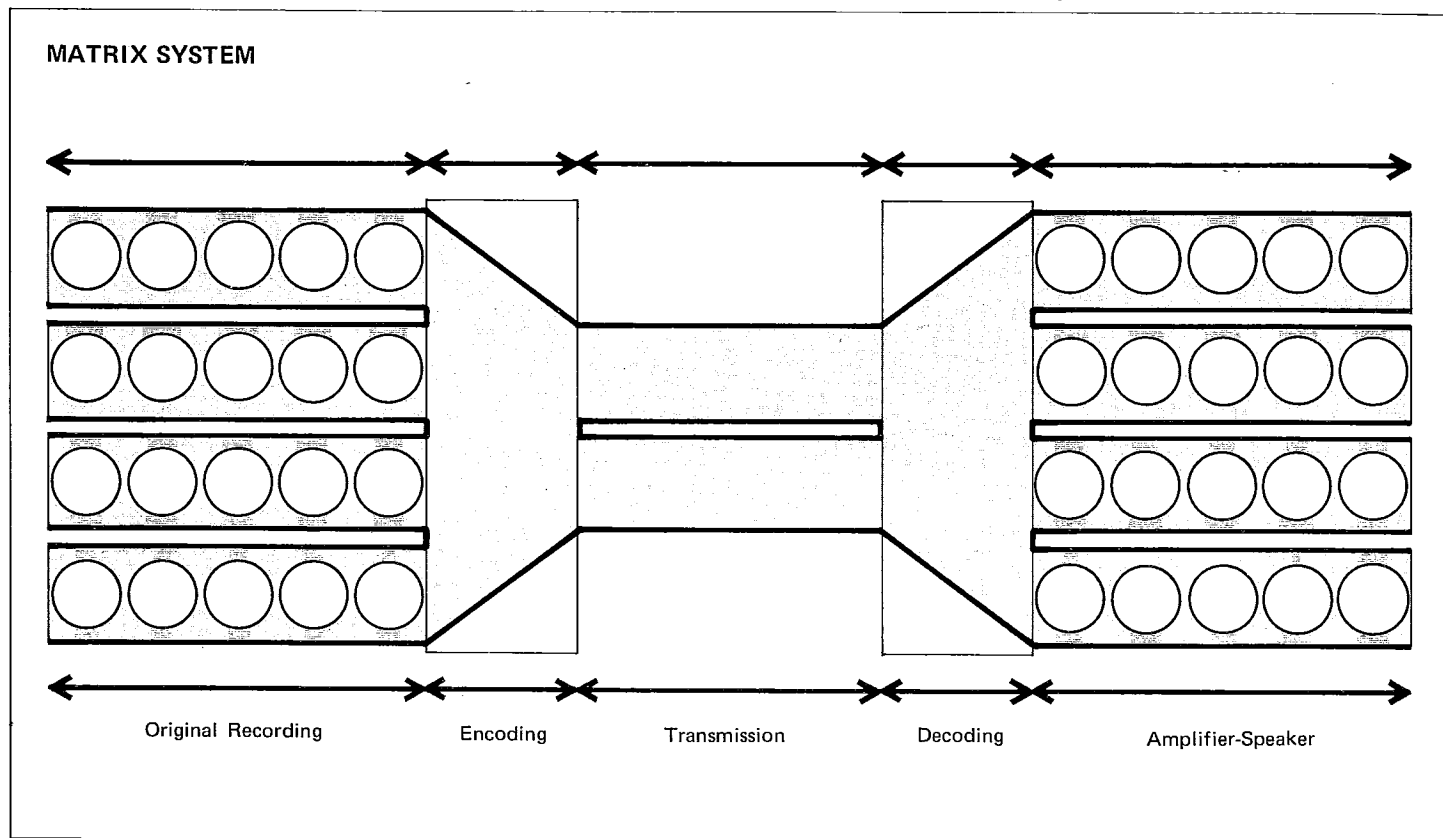 MATRIX SYSTEM
Original Recording
Encoding
Transmission
Decoding
Amplifier-Speaker